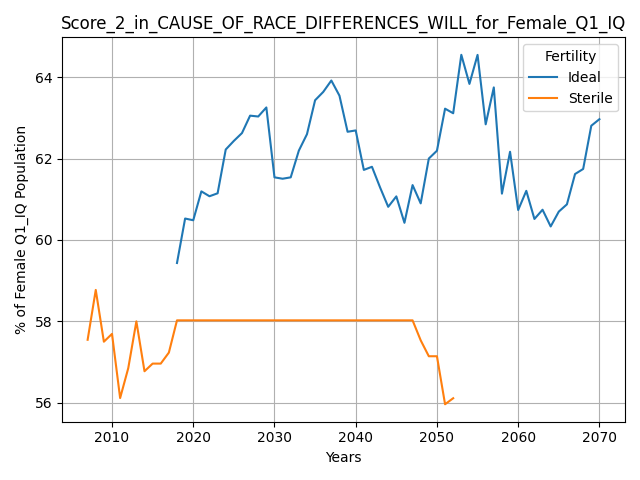 Score_2_in_CAUSE_OF_RACE_DIFFERENCES_WILL_for_Female_Q1_IQ
Fertility
Ideal
Sterile
% of Female Q1_IQ Population
64
62
60
58
56
2010
2020
2030
2040
2050
2060
2070
Years